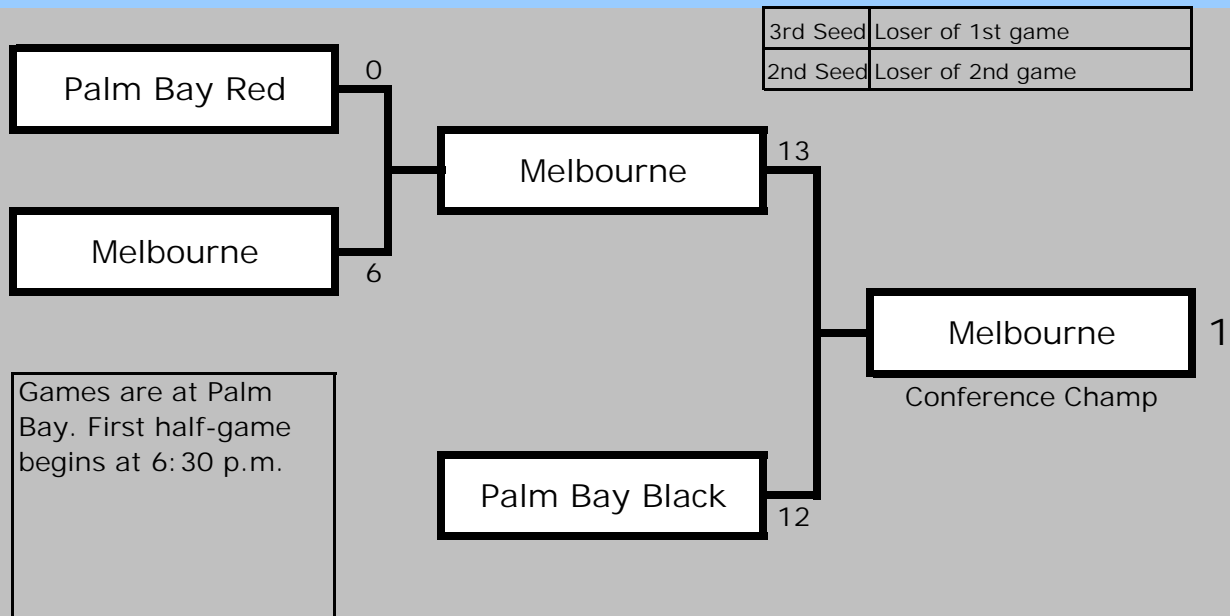 3rd Seed Loser of 1st game
2nd Seed Loser of 2nd game
Palm Bay Red
0
Melbourne
6
Melbourne
13
Palm Bay Black
12
Melbourne
1
Conference Champ
Games are at Palm
Bay. First half-game
begins at 6:30 p.m.